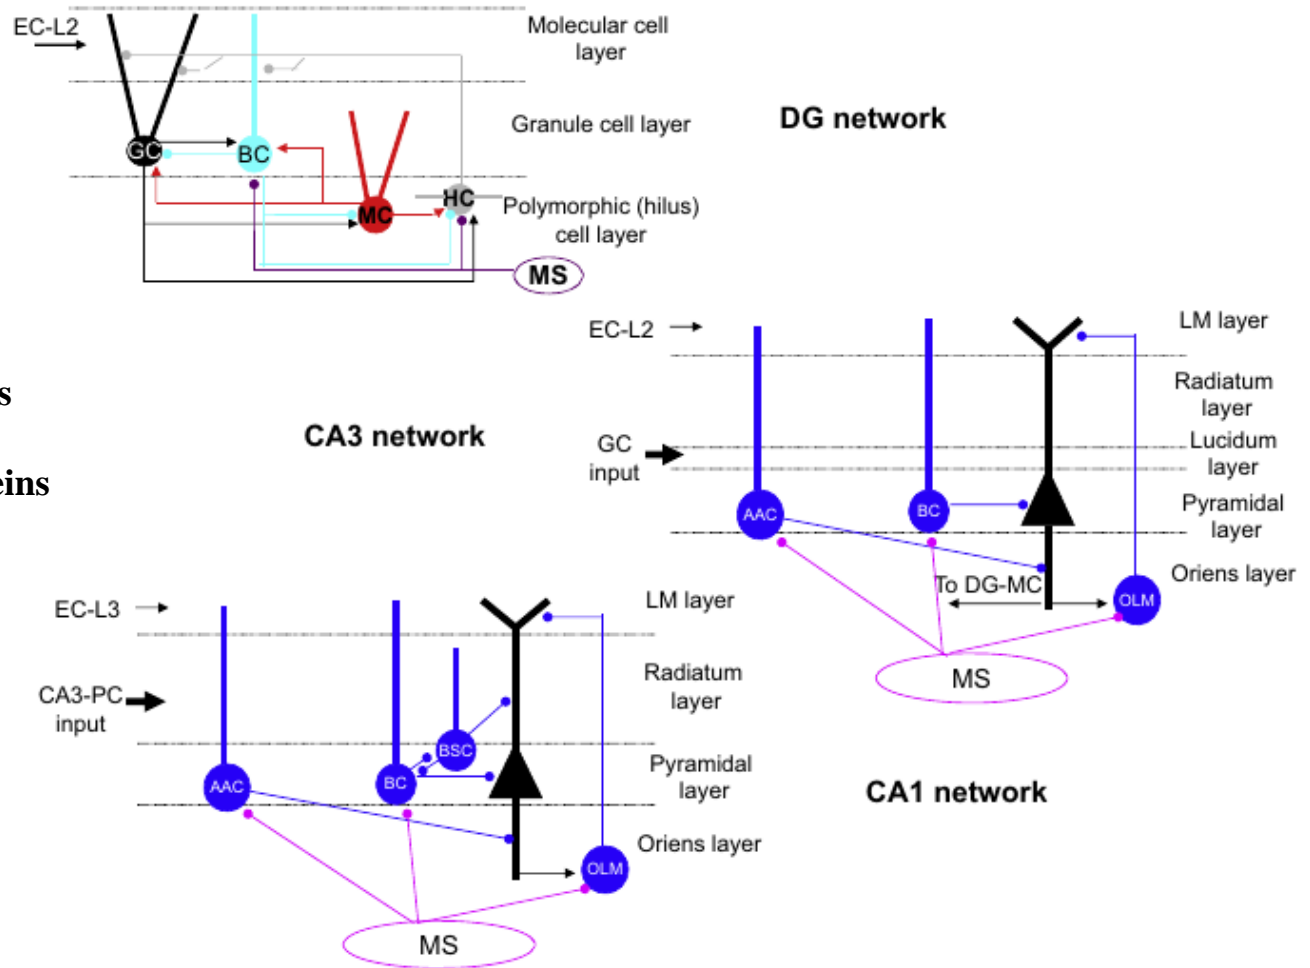 EC-L2
Molecular cell
layer
Granule cell layer
DG network
GC
BC
MC
HC
Polymorphic (hilus)
cell layer
MS
EC-L2
LM layer
Radiatum
layer
CA3 network
GC
input
Lucidum
layer
AAC
BC
Pyramidal
layer
Oriens layer
To DG-MC
OLM
MS
s
eins
EC-L3
LM layer
CA3-PC
input
Radiatum
layer
BSC
AAC
BC
Pyramidal
layer
CA1 network
Oriens layer
OLM
MS